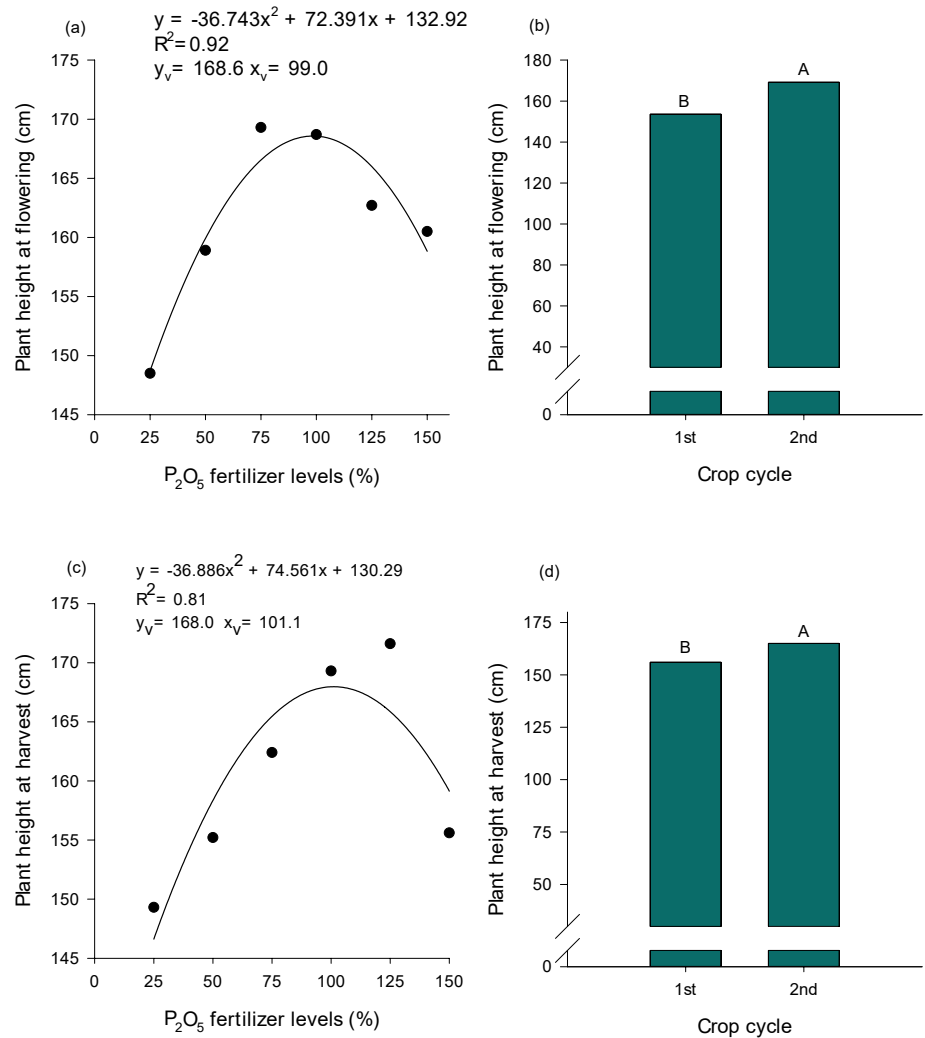 (a)
y = -36.743x² + 72.391x + 132.92
R²=0.92
yᵥ= 168.6 xᵥ= 99.0
175
170
165
160
155
150
145
0 25 50 75 100 125 150
Plant height at flowering (cm)
P₂O₅ fertilizer levels (%)
(b)
180
160
140
120
100
80
60
40
0
B
A
1st 2nd
Plant height at flowering (cm)
Crop cycle
(c)
y = -36.886x² + 74.561x + 130.29
R²= 0.81
yᵥ= 168.0 xᵥ= 101.1
175
170
165
160
155
150
145
0 25 50 75 100 125 150
Plant height at harvest (cm)
P₂O₅ fertilizer levels (%)
(d)
175
150
125
100
75
50
0
B
A
1st 2nd
Plant height at harvest (cm)
Crop cycle